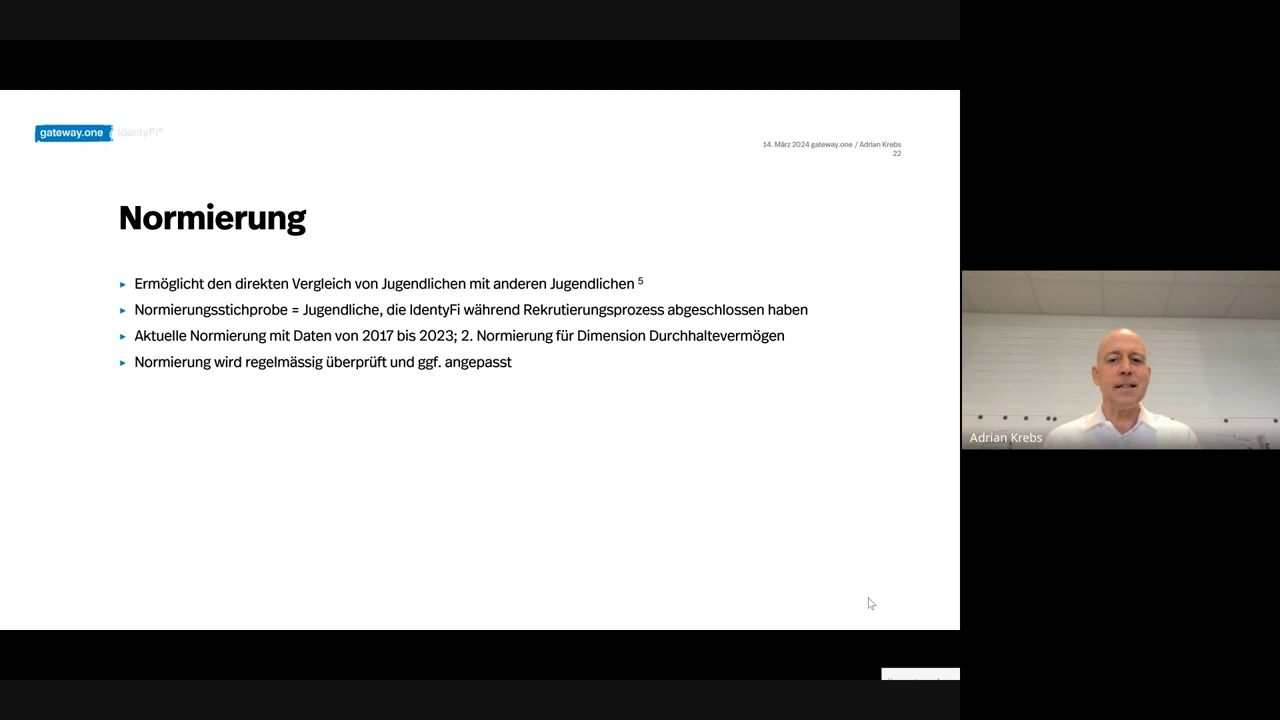 gateway.one IdentyFi®
14. März 2024 gateway.one / Adrian Krebs
22
Normierung
▸ Ermöglicht den direkten Vergleich von Jugendlichen mit anderen Jugendlichen ⁵
▸ Normierungsstichprobe = Jugendliche, die IdentyFi während Rekrutierungsprozess abgeschlossen haben
▸ Aktuelle Normierung mit Daten von 2017 bis 2023; 2. Normierung für Dimension Durchhaltevermögen
▸ Normierung wird regelmässig überprüft und ggf. angepasst
Adrian Krebs